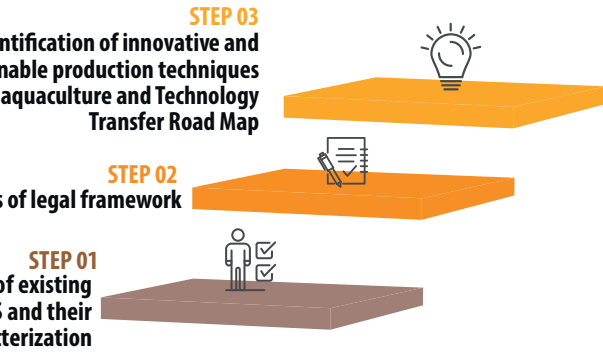 STEP 03
ntification of innovative and
nable production techniques
aquaculture and Technology
Transfer Road Map
STEP 02
s of legal framework
STEP 01
of existing
S and their
cterization